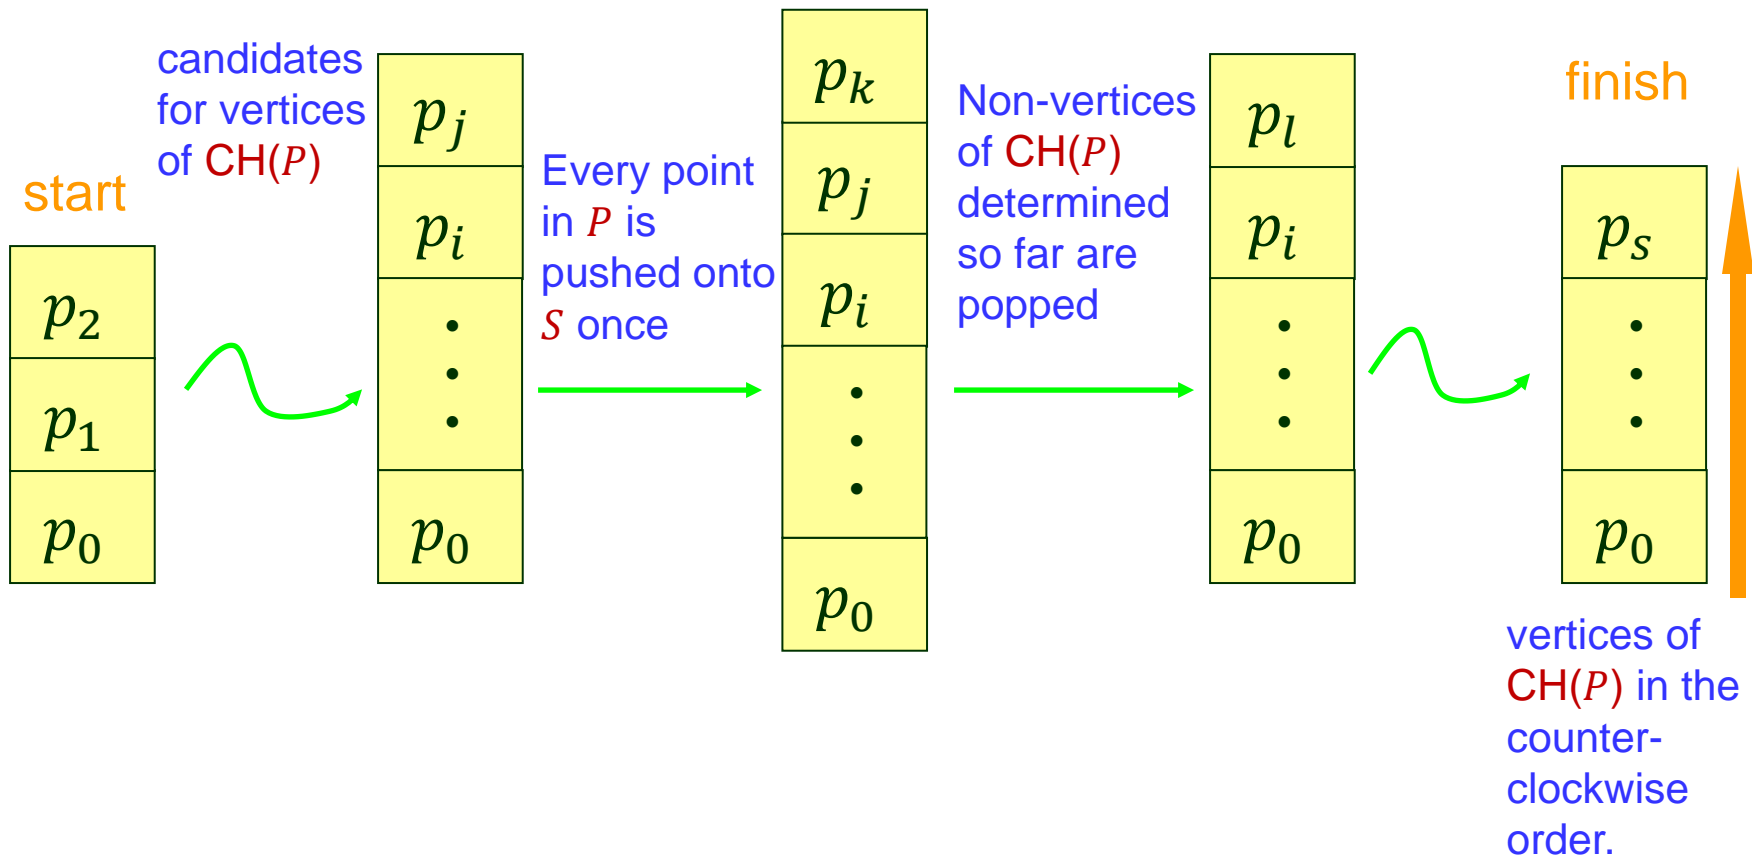 start
p₂
p₁
p₀
candidates
for vertices
of CH(P)
pⱼ
pᵢ
⋮
p₀
Every point
in P is
pushed onto
S once
pₖ
pⱼ
pᵢ
⋮
p₀
Non-vertices
of CH(P)
determined
so far are
popped
pₗ
pᵢ
⋮
p₀
finish
pₛ
⋮
p₀
vertices of
CH(P) in the
counter-
clockwise
order.